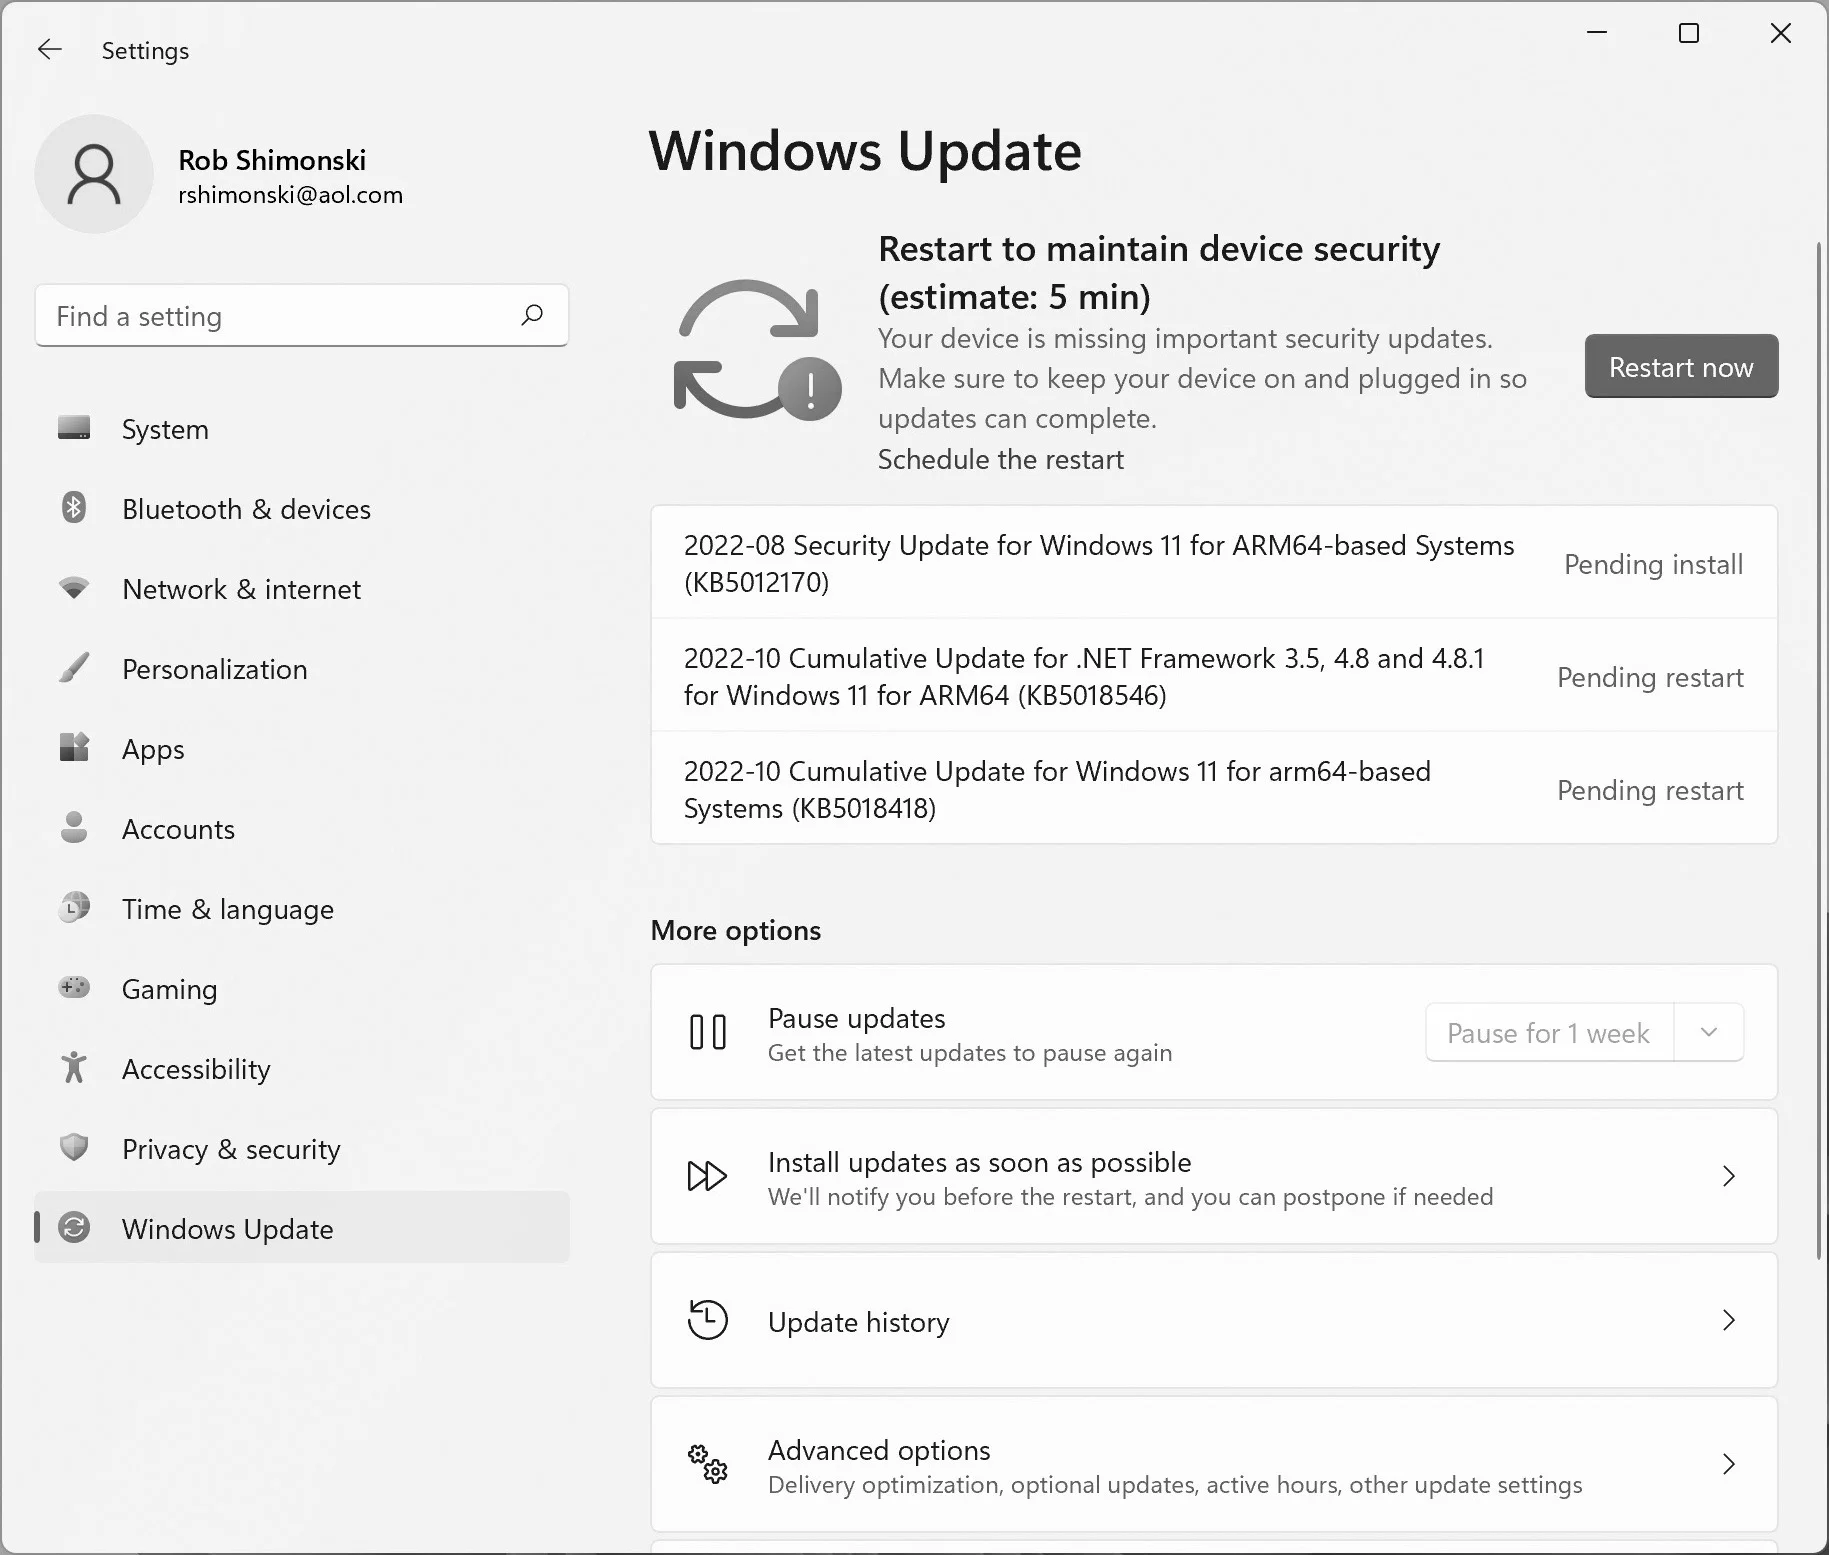 Settings
Rob Shimonski
rshimonski@aol.com
Find a setting
System
Bluetooth & devices
Network & internet
Personalization
Apps
Accounts
Time & language
Gaming
Accessibility
Privacy & security
Windows Update
Windows Update
Restart to maintain device security
(estimate: 5 min)
Your device is missing important security updates.
Make sure to keep your device on and plugged in so
updates can complete.
Schedule the restart
Restart now
2022-08 Security Update for Windows 11 for ARM64-based Systems
(KB5012170)
Pending install
2022-10 Cumulative Update for .NET Framework 3.5, 4.8 and 4.8.1
for Windows 11 for ARM64 (KB5018546)
Pending restart
2022-10 Cumulative Update for Windows 11 for arm64-based
Systems (KB5018418)
Pending restart
More options
Pause updates
Get the latest updates to pause again
Pause for 1 week
Install updates as soon as possible
We'll notify you before the restart, and you can postpone if needed
Update history
Advanced options
Delivery optimization, optional updates, active hours, other update settings